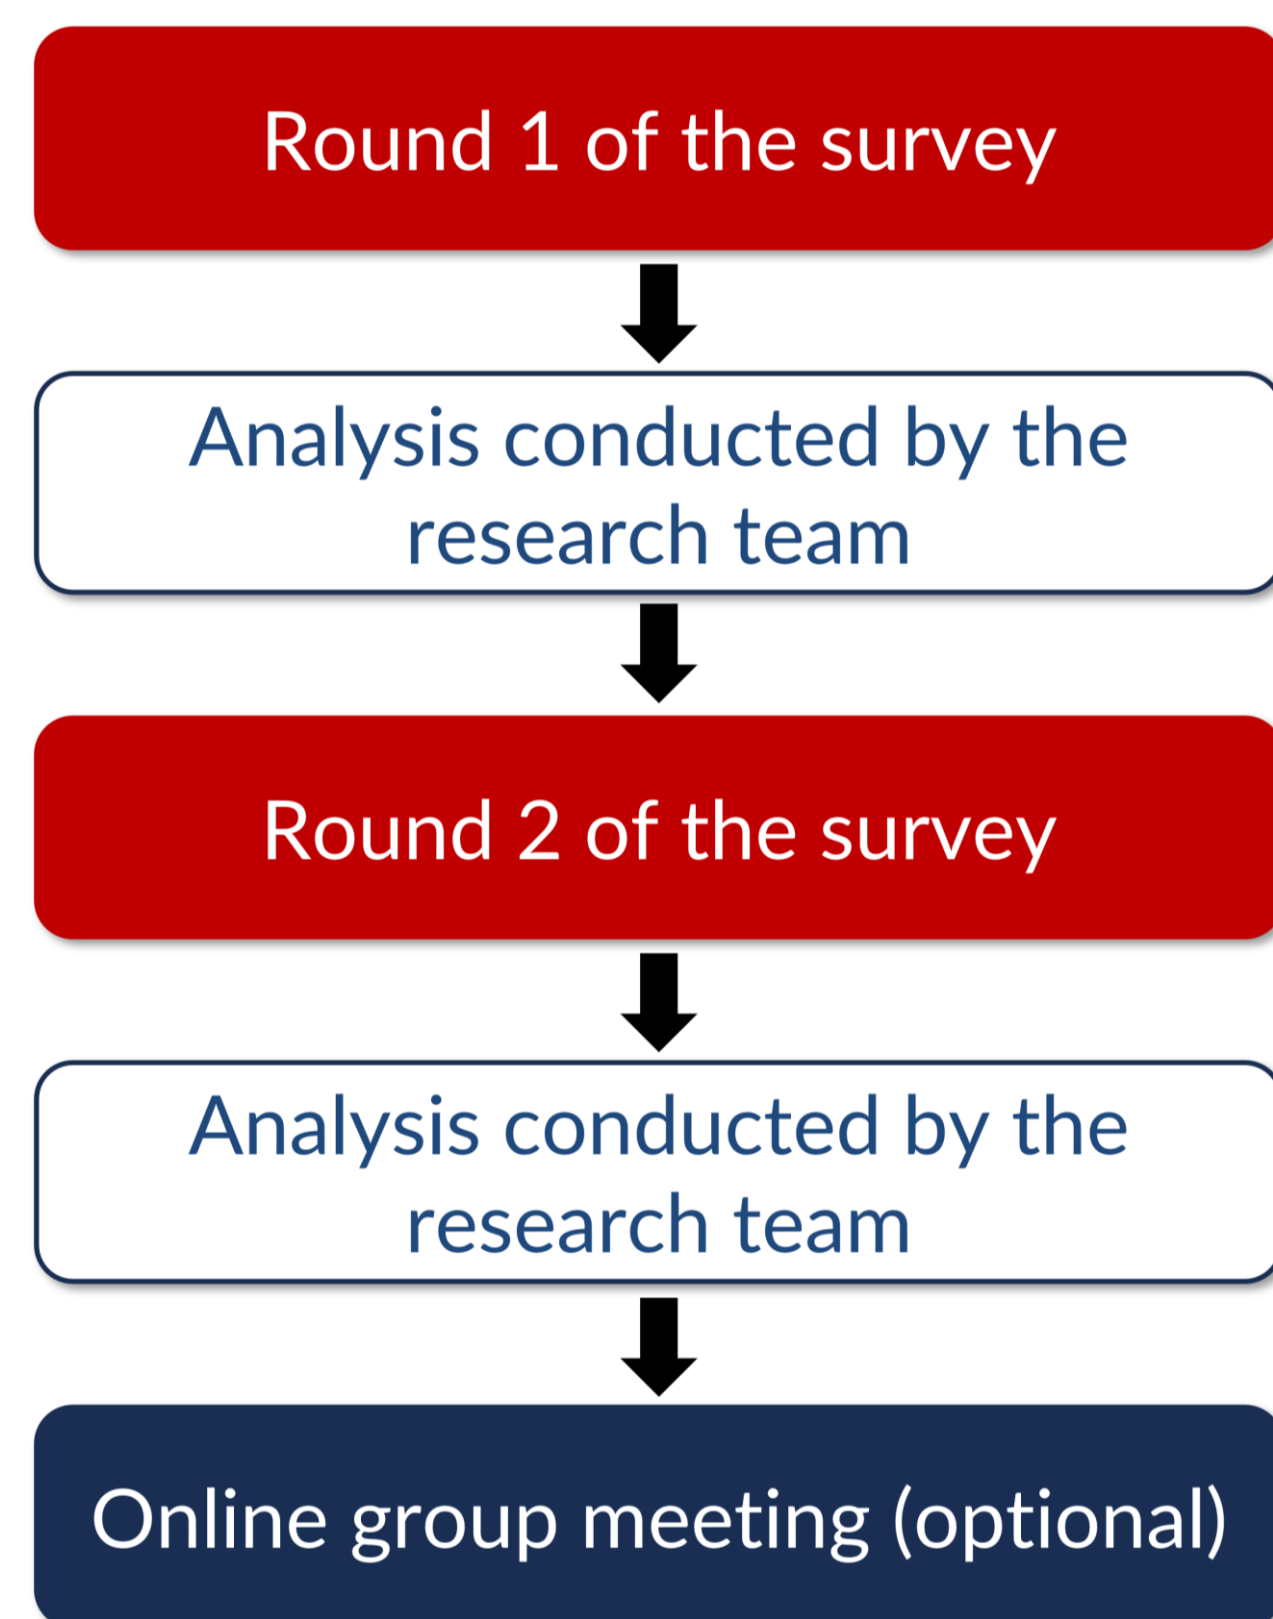 Round 1 of the survey
Analysis conducted by the
research team
Round 2 of the survey
Analysis conducted by the
research team
Online group meeting (optional)